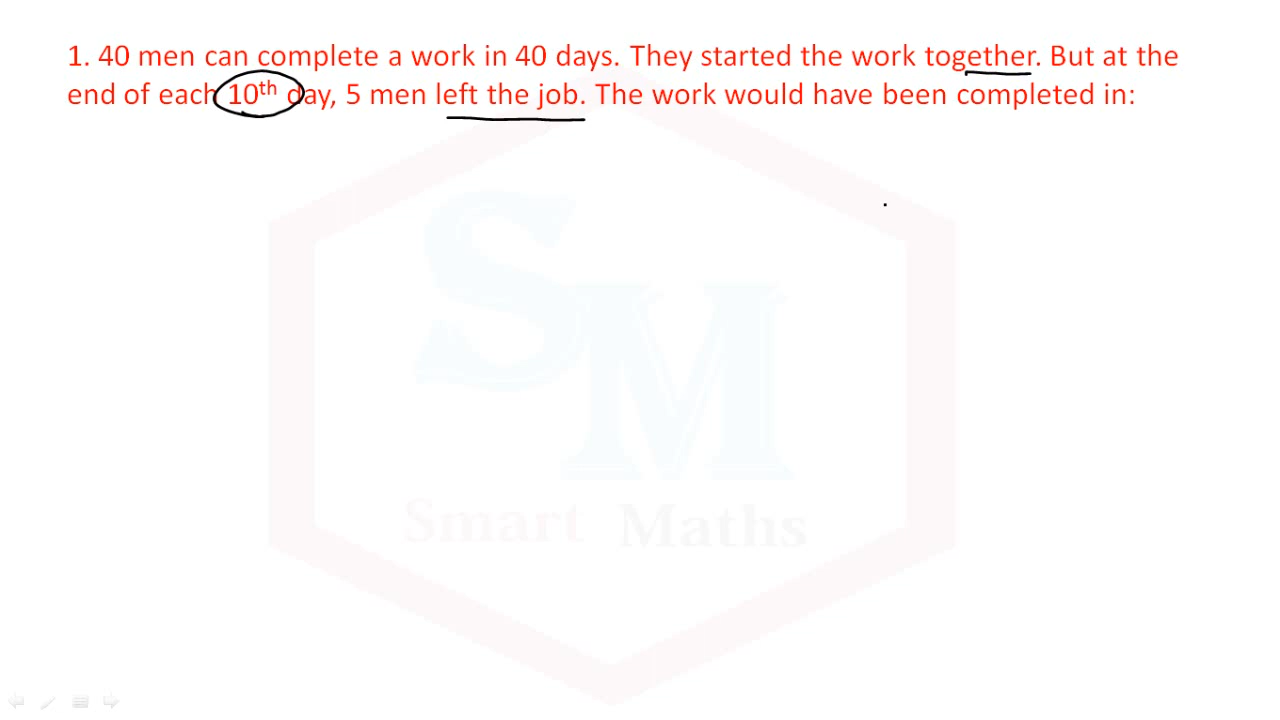 1. 40 men can complete a work in 40 days. They started the work together. But at the
end of each 10th day, 5 men left the job. The work would have been completed in:
SM
Smart Maths